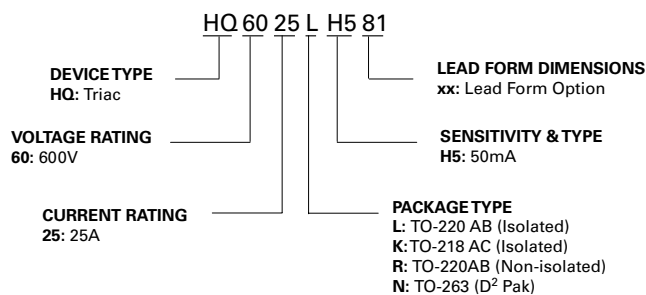 HQ 60 25 L H5 81
DEVICE TYPE
HQ: Triac
VOLTAGE RATING
60: 600V
CURRENT RATING
25: 25A
LEAD FORM DIMENSIONS
xx: Lead Form Option
SENSITIVITY & TYPE
H5: 50mA
PACKAGE TYPE
L: TO-220 AB (Isolated)
K: TO-218 AC (Isolated)
R: TO-220AB (Non-isolated)
N: TO-263 (D² Pak)